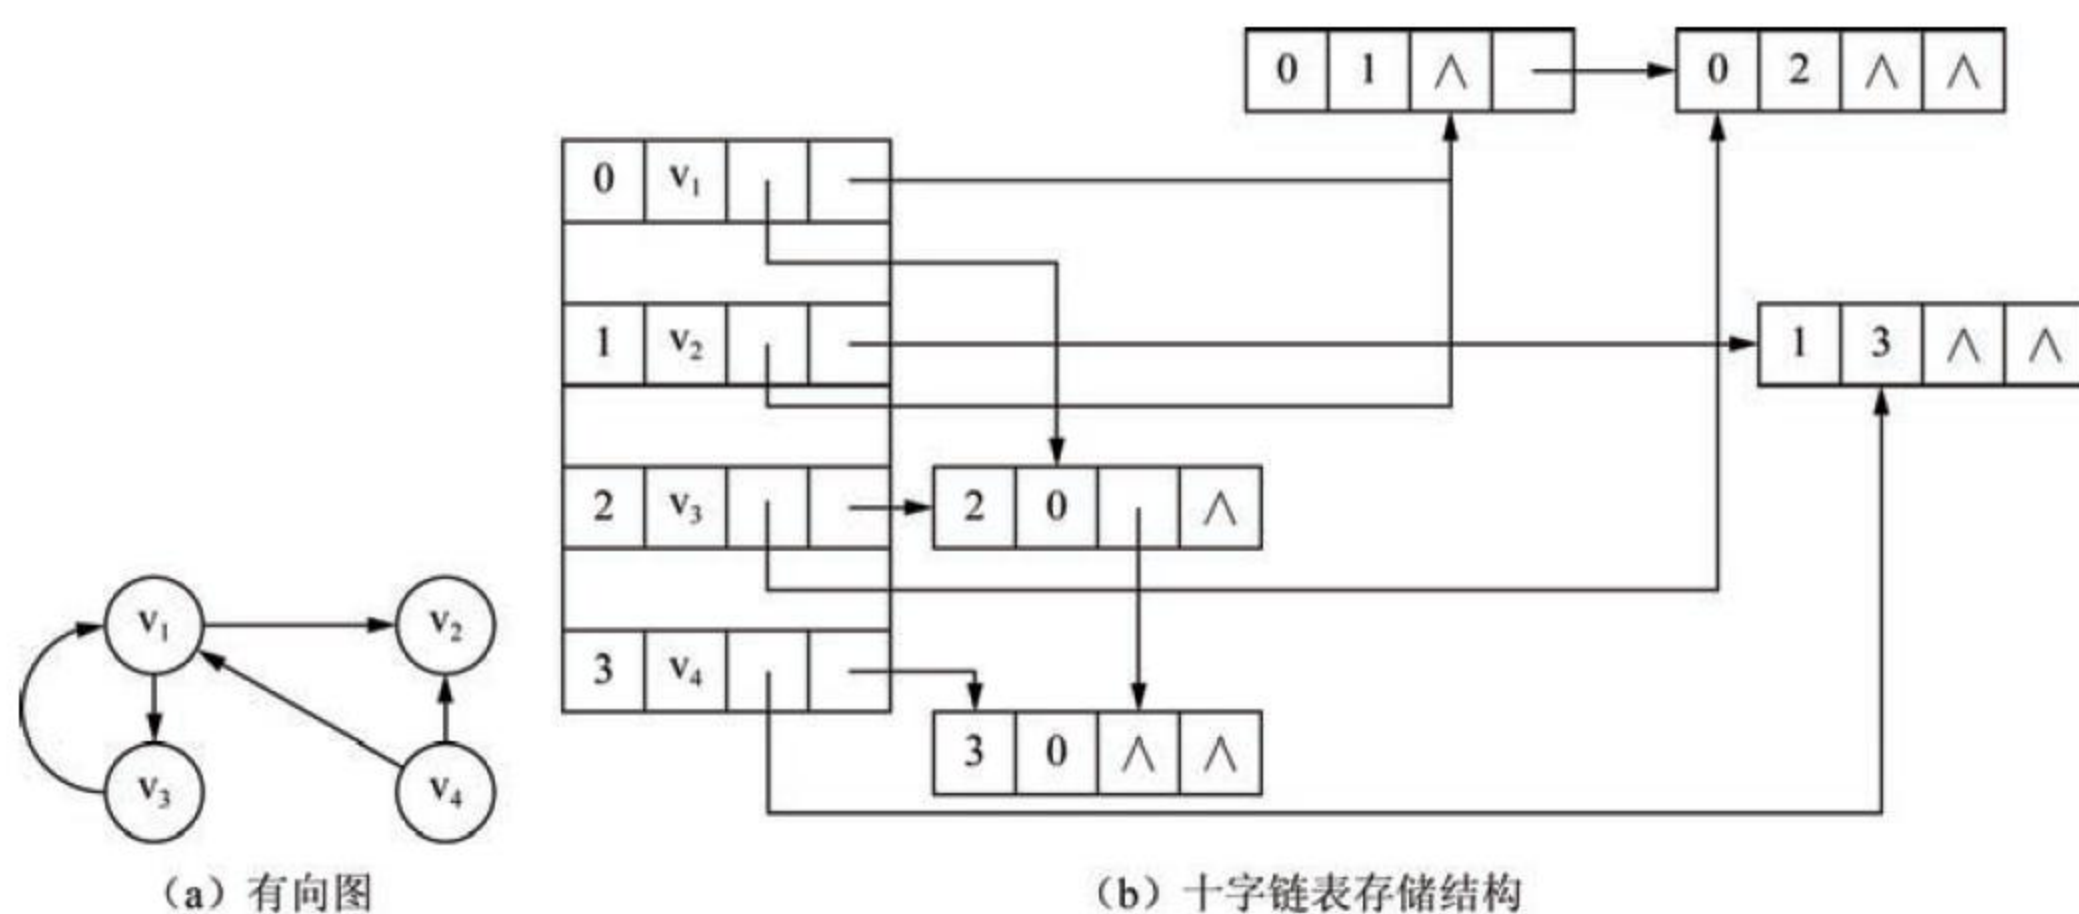 0 1 ∧
0 2 ∧ ∧
0 v₁
1 v₂
1 3 ∧ ∧
2 v₃
2 0 ∧
v₁
v₂
3 v₄
3 0 ∧ ∧
v₃
v₄
（a）有向图
（b）十字链表存储结构